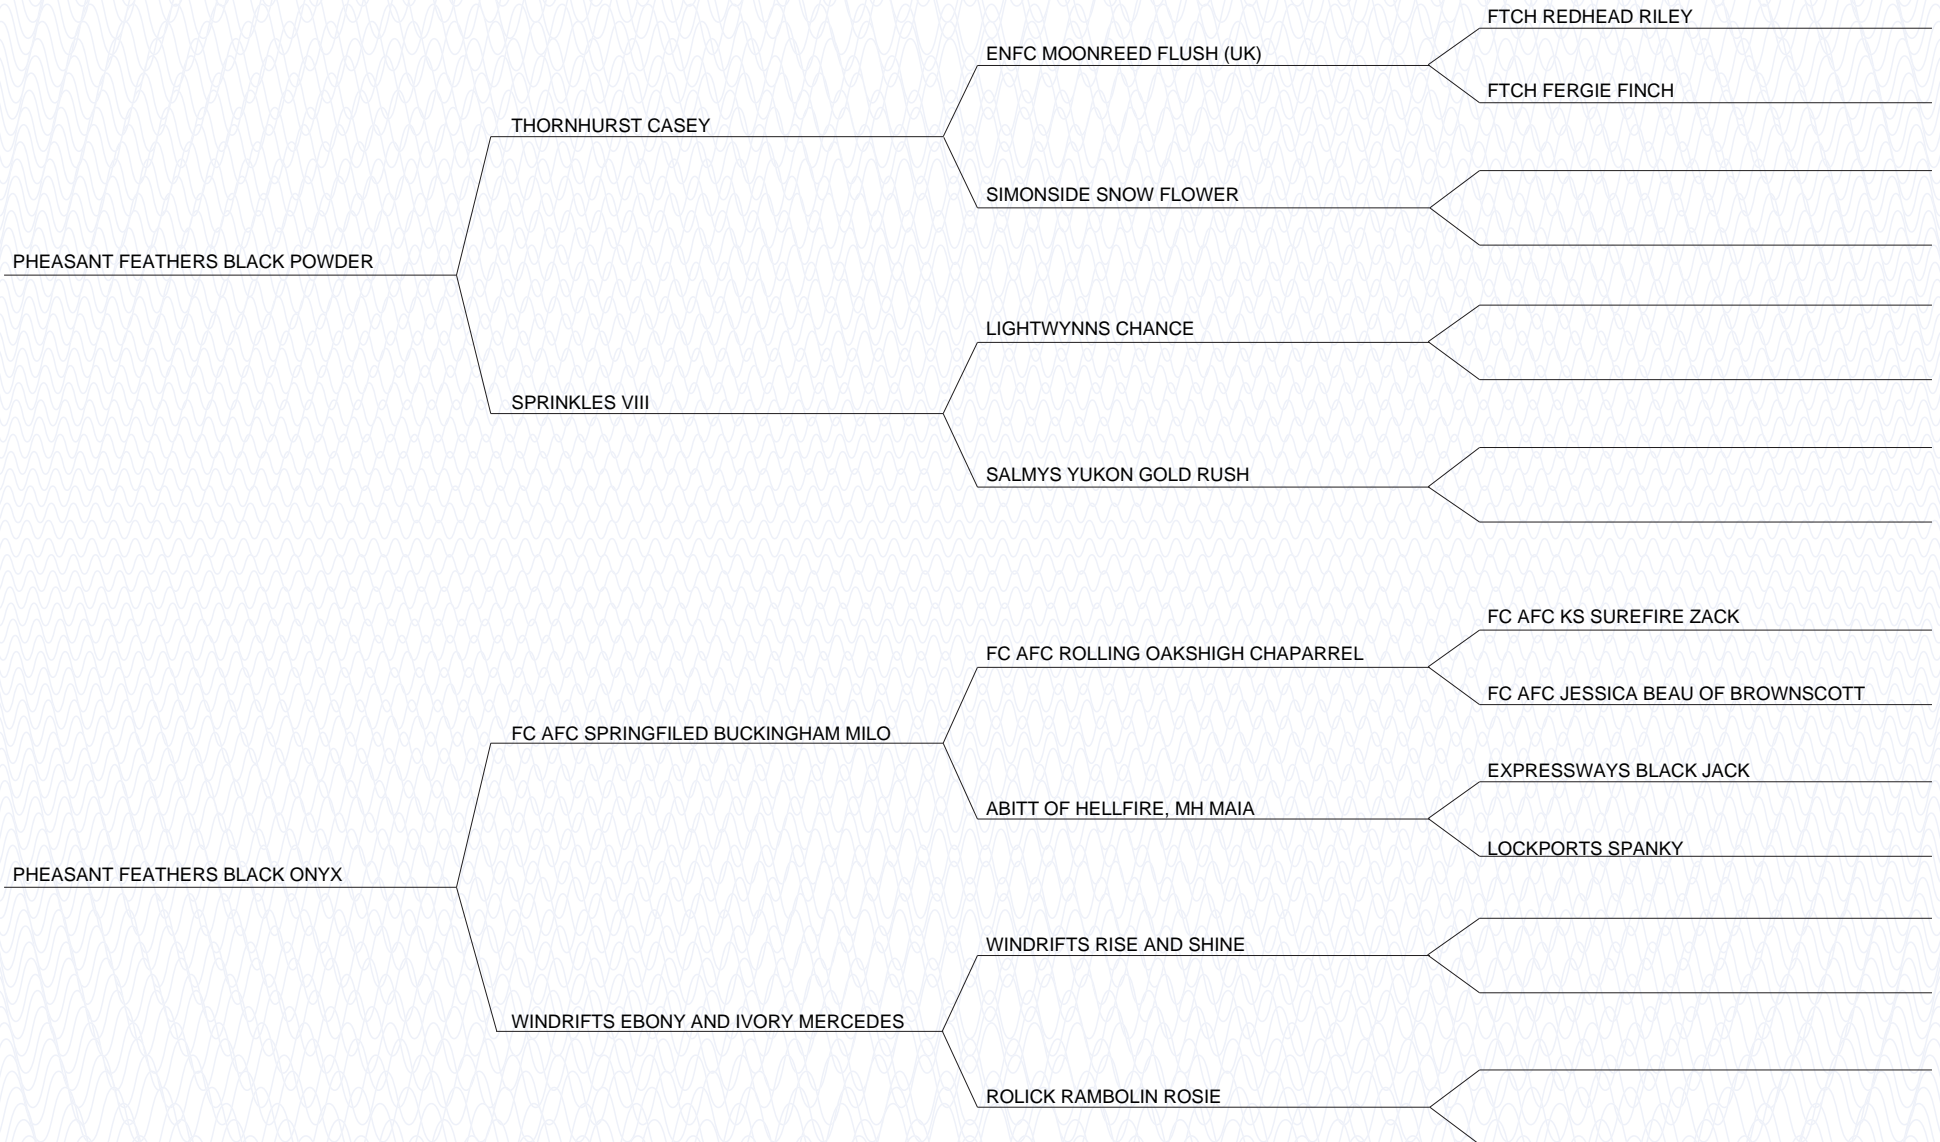 FTCH REDHEAD RILEY
ENFC MOONREED FLUSH (UK)
FTCH FERGIE FINCH
THORNHURST CASEY
SIMONSIDE SNOW FLOWER
PHEASANT FEATHERS BLACK POWDER
LIGHTWYNNS CHANCE
SPRINKLES VIII
SALMYS YUKON GOLD RUSH
FC AFC KS SUREFIRE ZACK
FC AFC ROLLING OAKSHIGH CHAPARREL
FC AFC JESSICA BEAU OF BROWNSCOTT
FC AFC SPRINGFILED BUCKINGHAM MILO
EXPRESSWAYS BLACK JACK
ABITT OF HELLFIRE, MH MAIA
LOCKPORTS SPANKY
PHEASANT FEATHERS BLACK ONYX
WINDRIFTS RISE AND SHINE
WINDRIFTS EBONY AND IVORY MERCEDES
ROLICK RAMBOLIN ROSIE